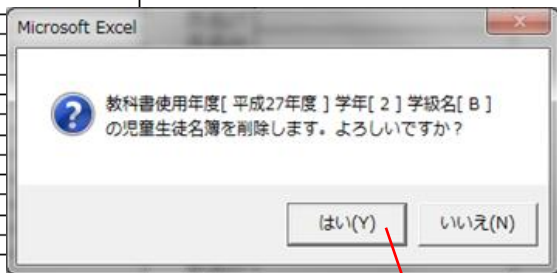 Microsoft Excel
教科書使用年度[ 平成27年度 ] 学年[ 2 ] 学級名[ B ]
の児童生徒名簿を削除します。よろしいですか？
はい(Y)
いいえ(N)